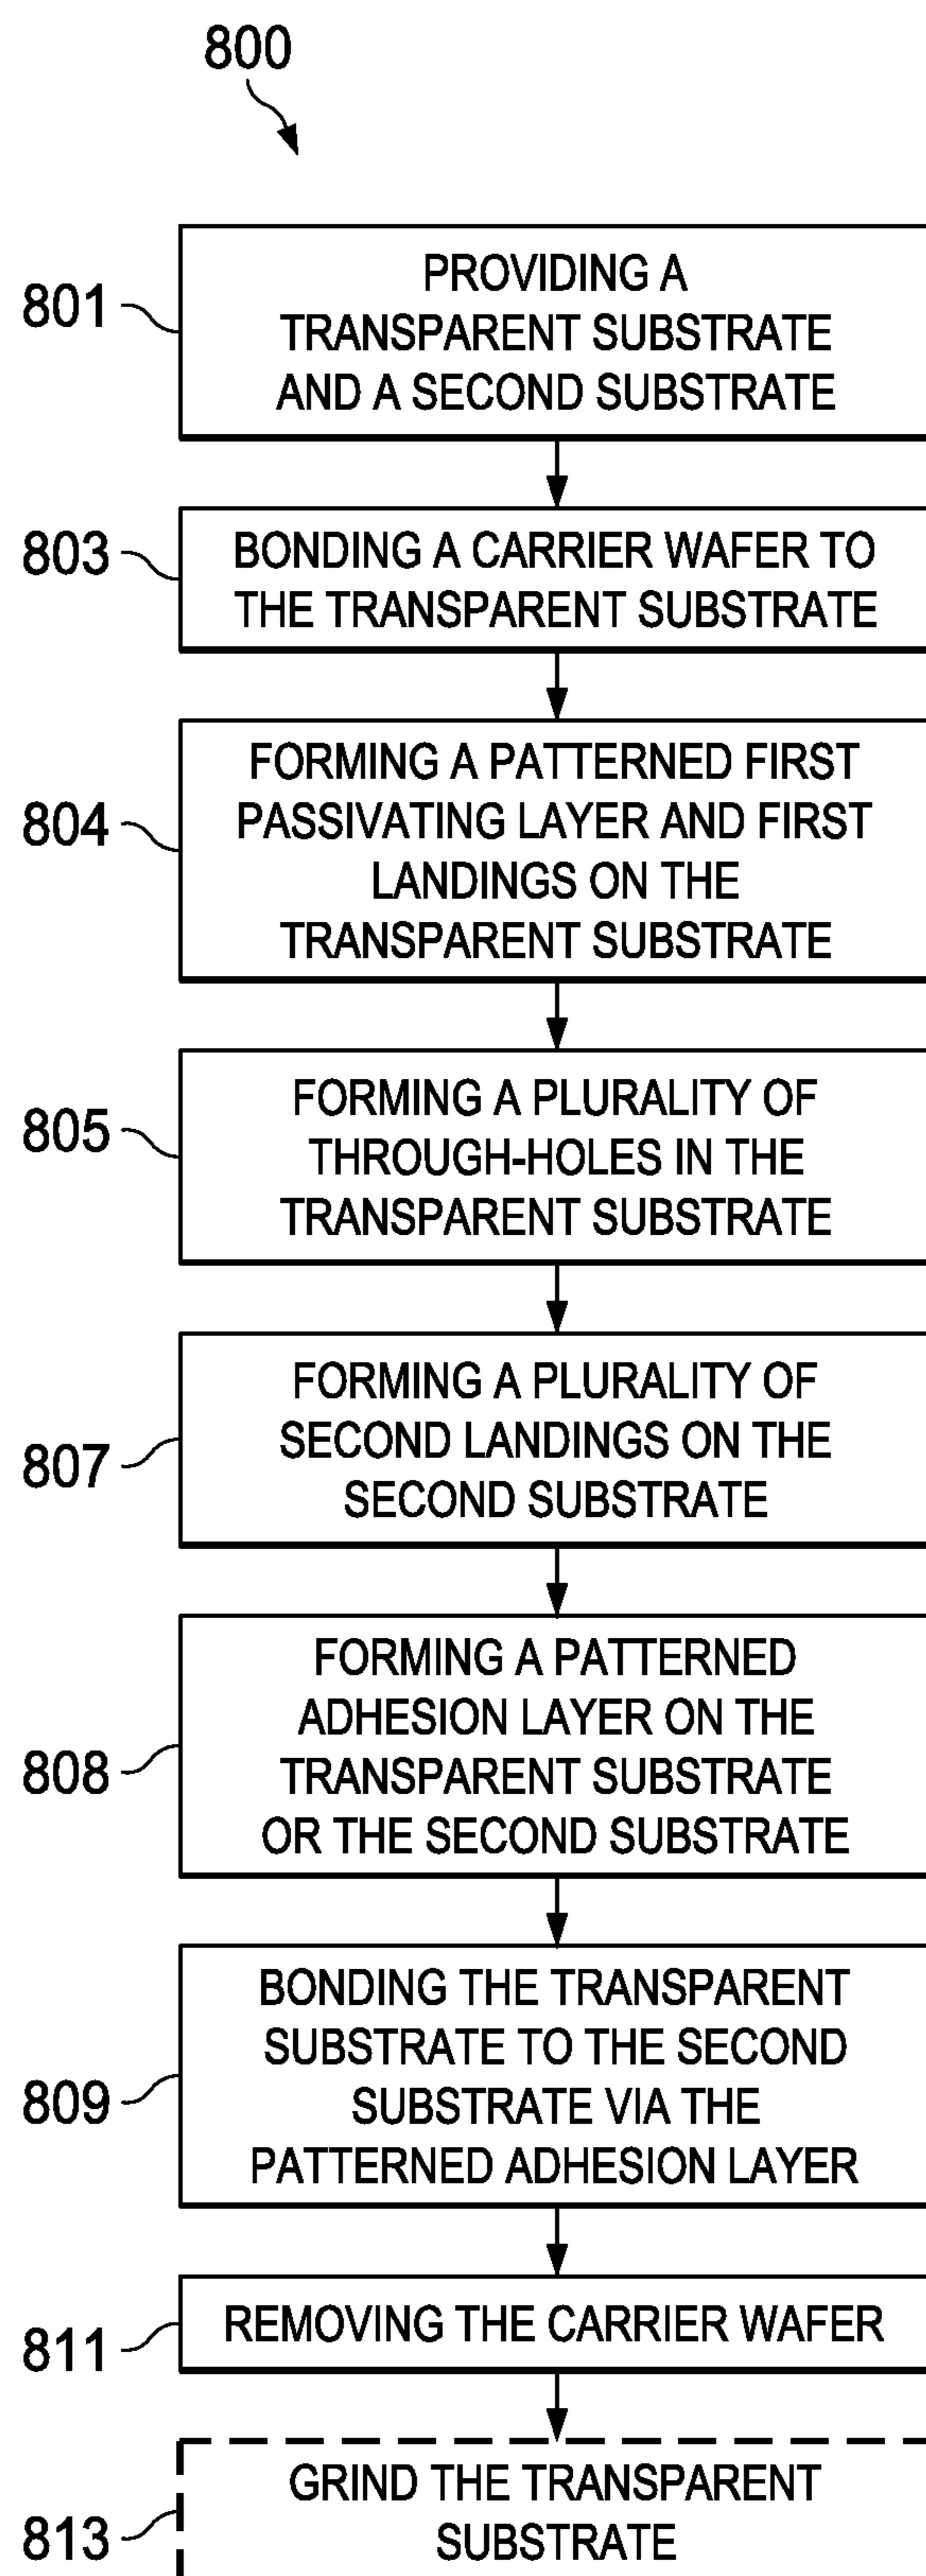 800
801
PROVIDING A
TRANSPARENT SUBSTRATE
AND A SECOND SUBSTRATE
803
BONDING A CARRIER WAFER TO
THE TRANSPARENT SUBSTRATE
804
FORMING A PATTERNED FIRST
PASSIVATING LAYER AND FIRST
LANDINGS ON THE
TRANSPARENT SUBSTRATE
805
FORMING A PLURALITY OF
THROUGH-HOLES IN THE
TRANSPARENT SUBSTRATE
807
FORMING A PLURALITY OF
SECOND LANDINGS ON THE
SECOND SUBSTRATE
808
FORMING A PATTERNED
ADHESION LAYER ON THE
TRANSPARENT SUBSTRATE
OR THE SECOND SUBSTRATE
809
BONDING THE TRANSPARENT
SUBSTRATE TO THE SECOND
SUBSTRATE VIA THE
PATTERNED ADHESION LAYER
811
REMOVING THE CARRIER WAFER
813
GRIND THE TRANSPARENT
SUBSTRATE